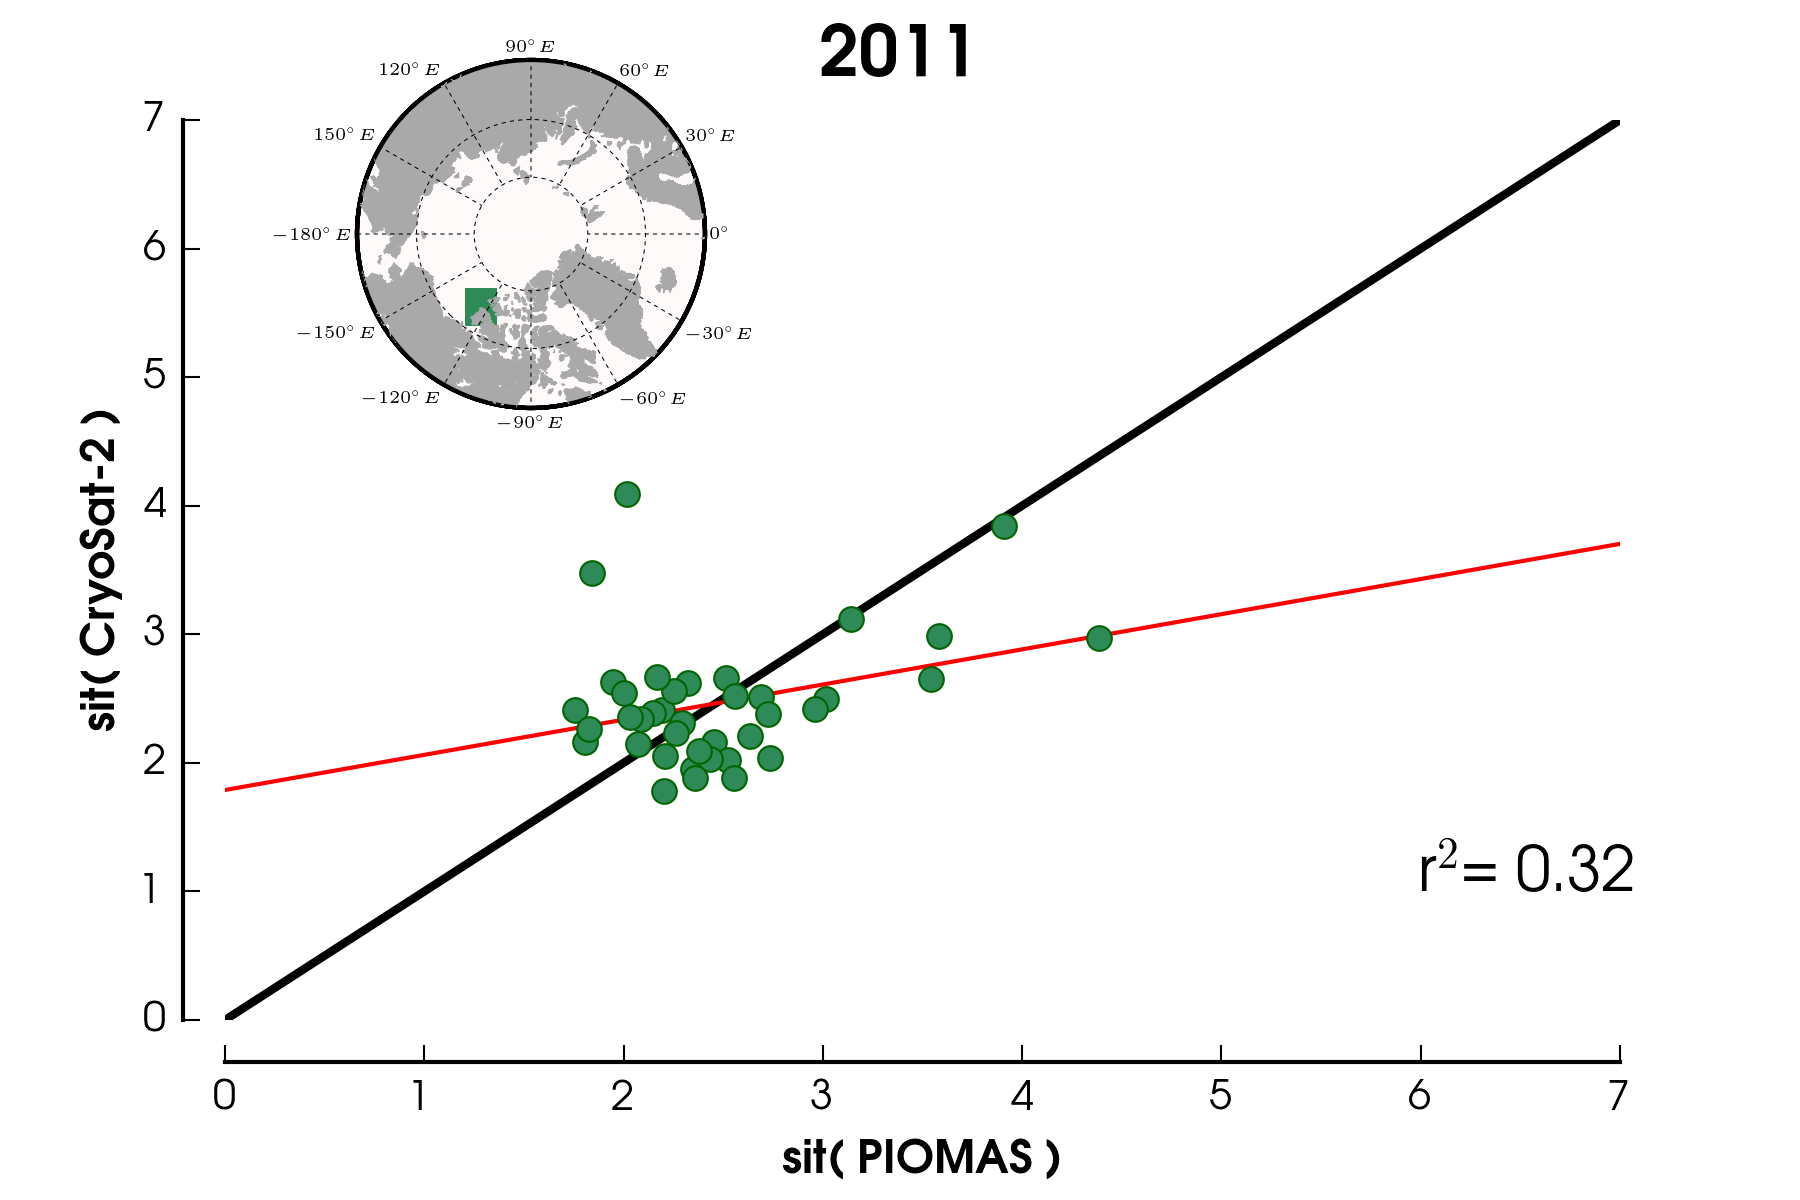 2011
90° E
120° E
60° E
150° E
30° E
−180° E
0°
−150° E
−30° E
−120° E
−60° E
−90° E
7
6
5
4
3
2
1
0
sit( CryoSat-2 )
r²= 0.32
0 1 2 3 4 5 6 7
sit( PIOMAS )